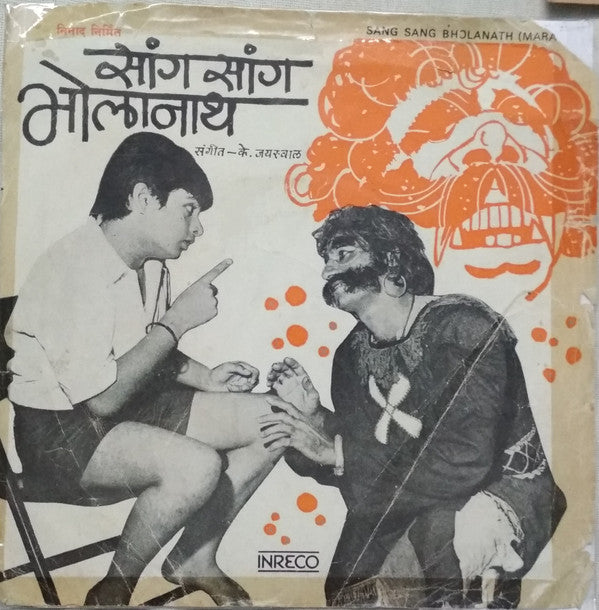 निनाद निर्मित
SANG SANG BHOLANATH (MARA
सांग सांग
भोलानाथ
संगीत – के. जयस्वाल
INRECO